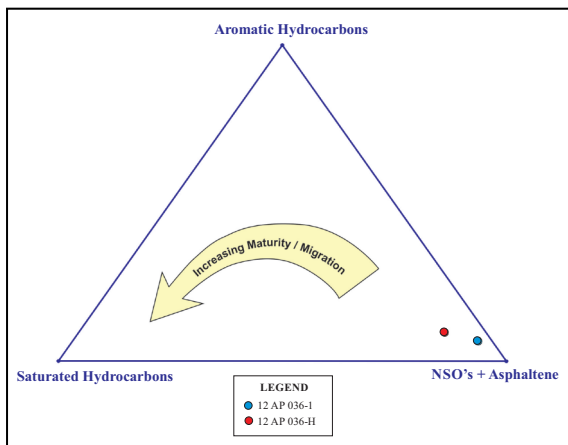 Aromatic Hydrocarbons
Increasing Maturity / Migration
Saturated Hydrocarbons
NSO's + Asphaltene
LEGEND
12 AP 036-1
12 AP 036-H